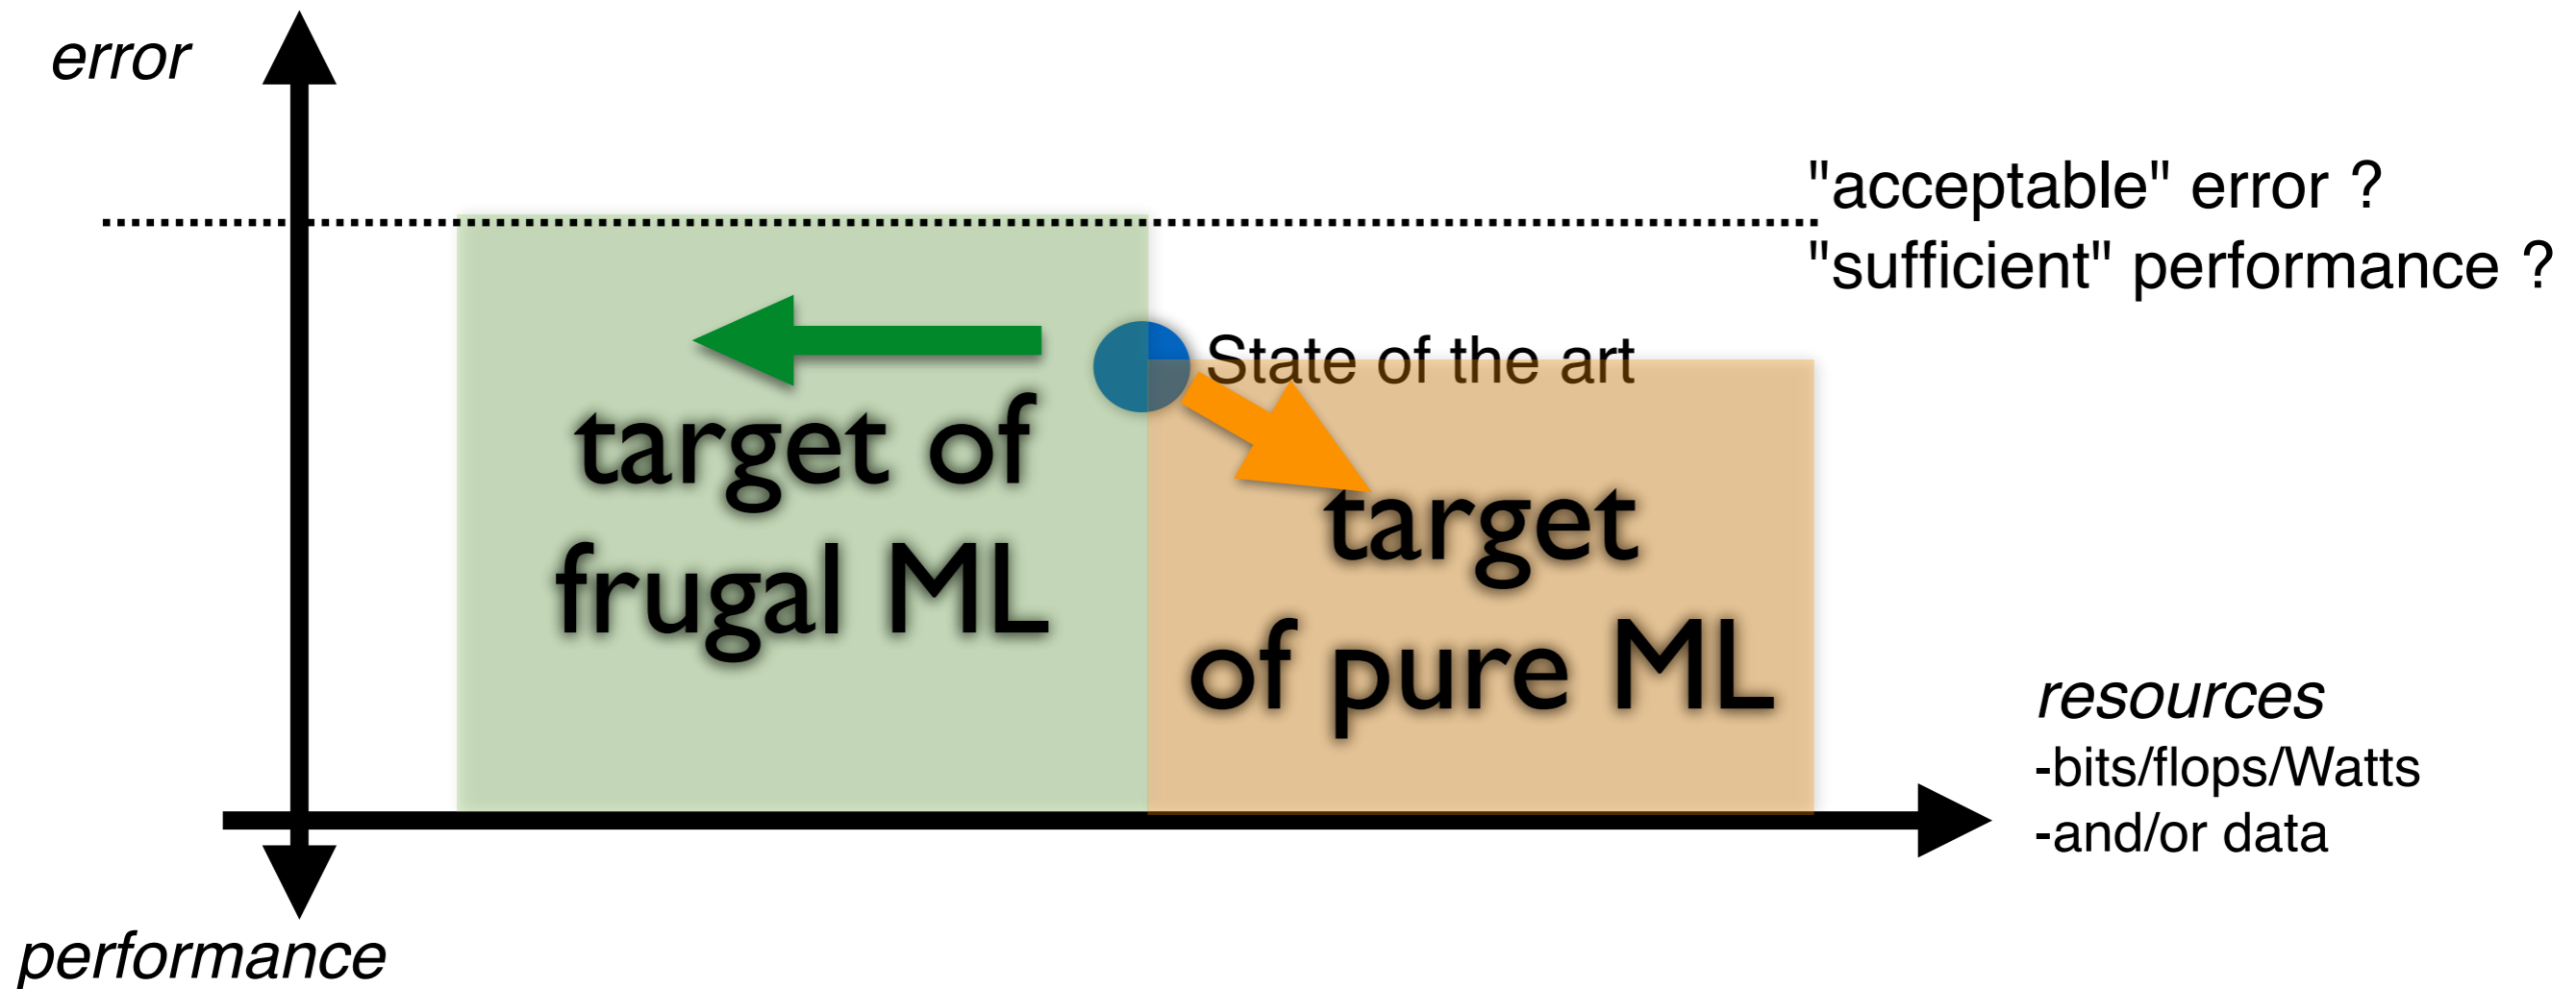 error
"acceptable" error ?
"sufficient" performance ?
State of the art
target of
frugal ML
target
of pure ML
resources
-bits/flops/Watts
-and/or data
performance